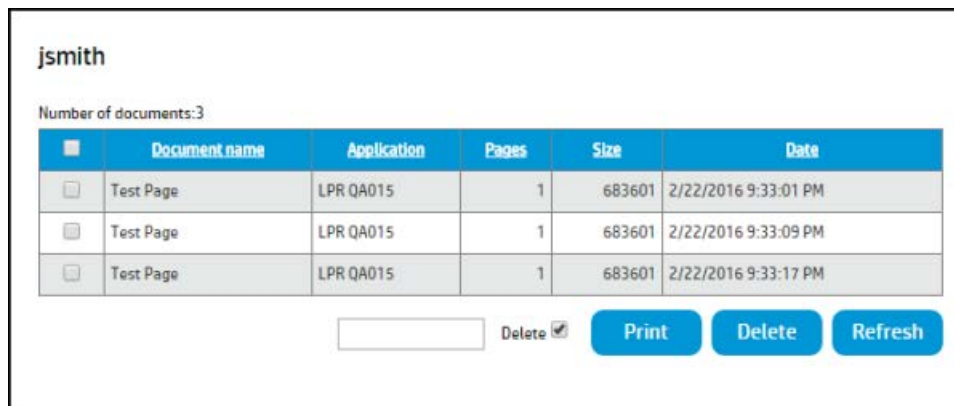 jsmith
Number of documents:3
Document name Application Pages Size Date
Test Page LPR QA015 1 683601 2/22/2016 9:33:01 PM
Test Page LPR QA015 1 683601 2/22/2016 9:33:09 PM
Test Page LPR QA015 1 683601 2/22/2016 9:33:17 PM
Delete Print Delete Refresh